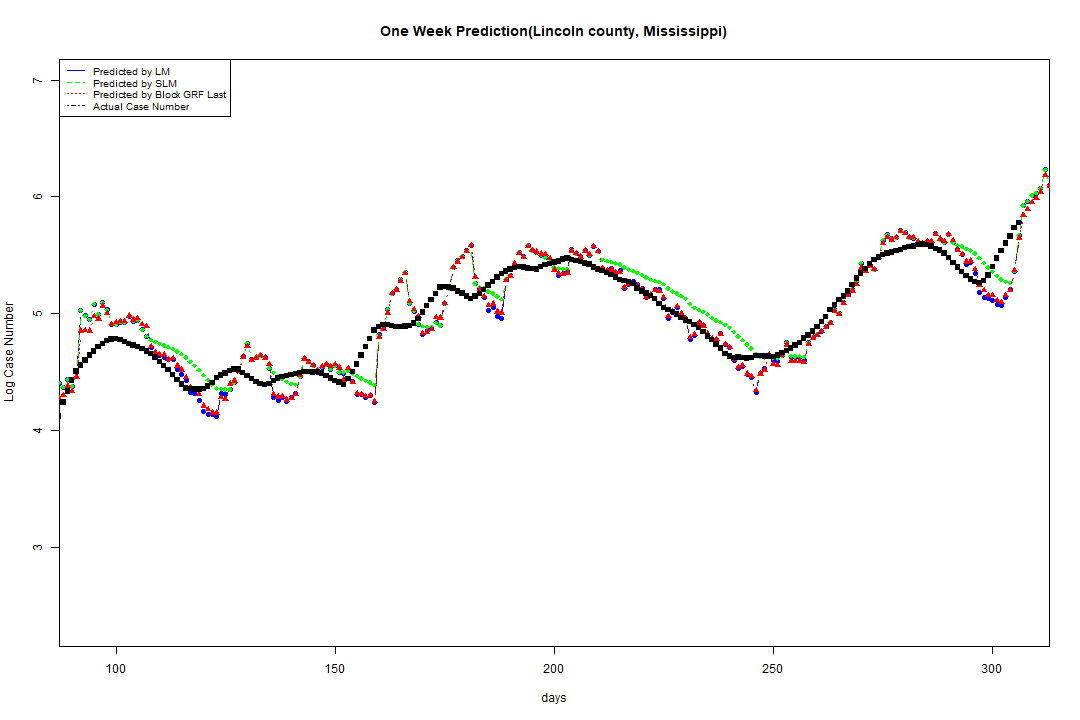 One Week Prediction(Lincoln county, Mississippi)
Predicted by LM
Predicted by SLM
Predicted by Block GRF Last
Actual Case Number
7
6
5
4
3
Log Case Number
100 150 200 250 300
days